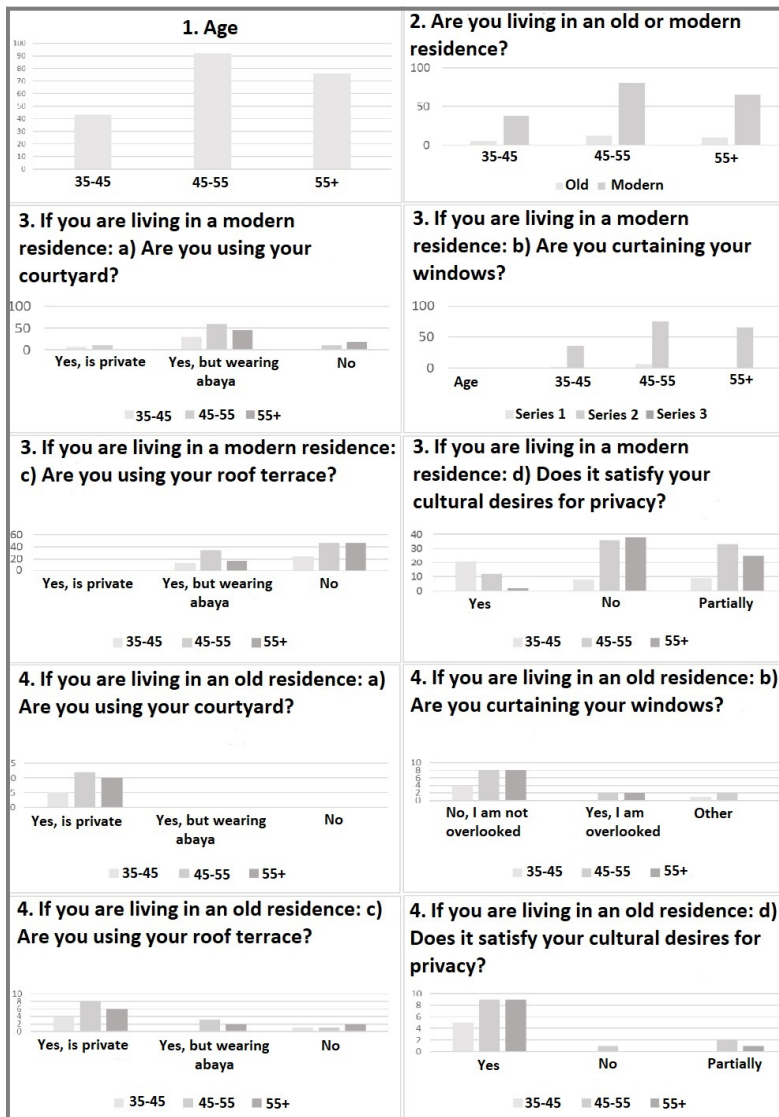 1. Age
100
90
80
70
60
50
40
30
20
10
0
35-45 45-55 55+
2. Are you living in an old or modern
residence?
100
50
0
35-45 45-55 55+
Old Modern
3. If you are living in a modern
residence: a) Are you using your
courtyard?
100
50
0
Yes, is private Yes, but wearing No
abaya
35-45 45-55 55+
3. If you are living in a modern
residence: b) Are you curtaining your
windows?
100
50
0
Age 35-45 45-55 55+
Series 1 Series 2 Series 3
3. If you are living in a modern residence:
c) Are you using your roof terrace?
60
40
20
0
Yes, is private Yes, but wearing No
abaya
35-45 45-55 55+
3. If you are living in a modern
residence: d) Does it satisfy your
cultural desires for privacy?
40
30
20
10
0
Yes No Partially
35-45 45-55 55+
4. If you are living in an old residence: a)
Are you using your courtyard?
5
0
5
0
Yes, is private Yes, but wearing No
abaya
35-45 45-55 55+
4. If you are living in an old residence: b)
Are you curtaining your windows?
10
8
6
4
2
0
No, I am not Yes, I am Other
overlooked overlooked
35-45 45-55 55+
4. If you are living in an old residence: c)
Are you using your roof terrace?
10
8
6
4
2
0
Yes, is private Yes, but wearing No
abaya
35-45 45-55 55+
4. If you are living in an old residence: d)
Does it satisfy your cultural desires for
privacy?
10
8
6
4
2
0
Yes No Partially
35-45 45-55 55+